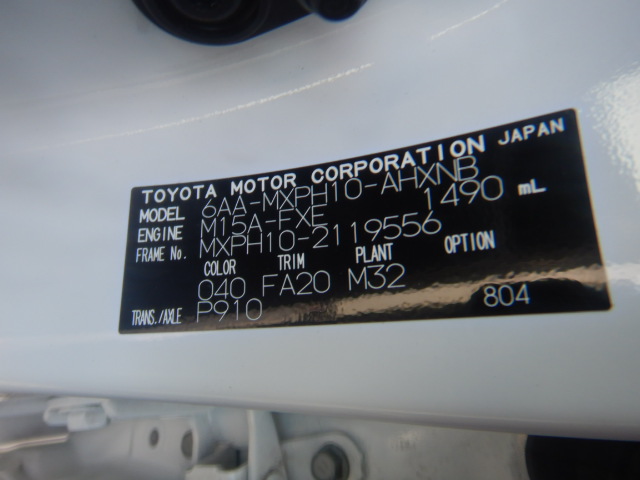 TOYOTA MOTOR CORPORATION JAPAN
MODEL 6AA-MXPH10-AHXNB
ENGINE M15A-FXE 1490 mL
FRAME No. MXPH10-2119556
COLOR TRIM PLANT OPTION
040 FA20 M32
TRANS./AXLE P910 804